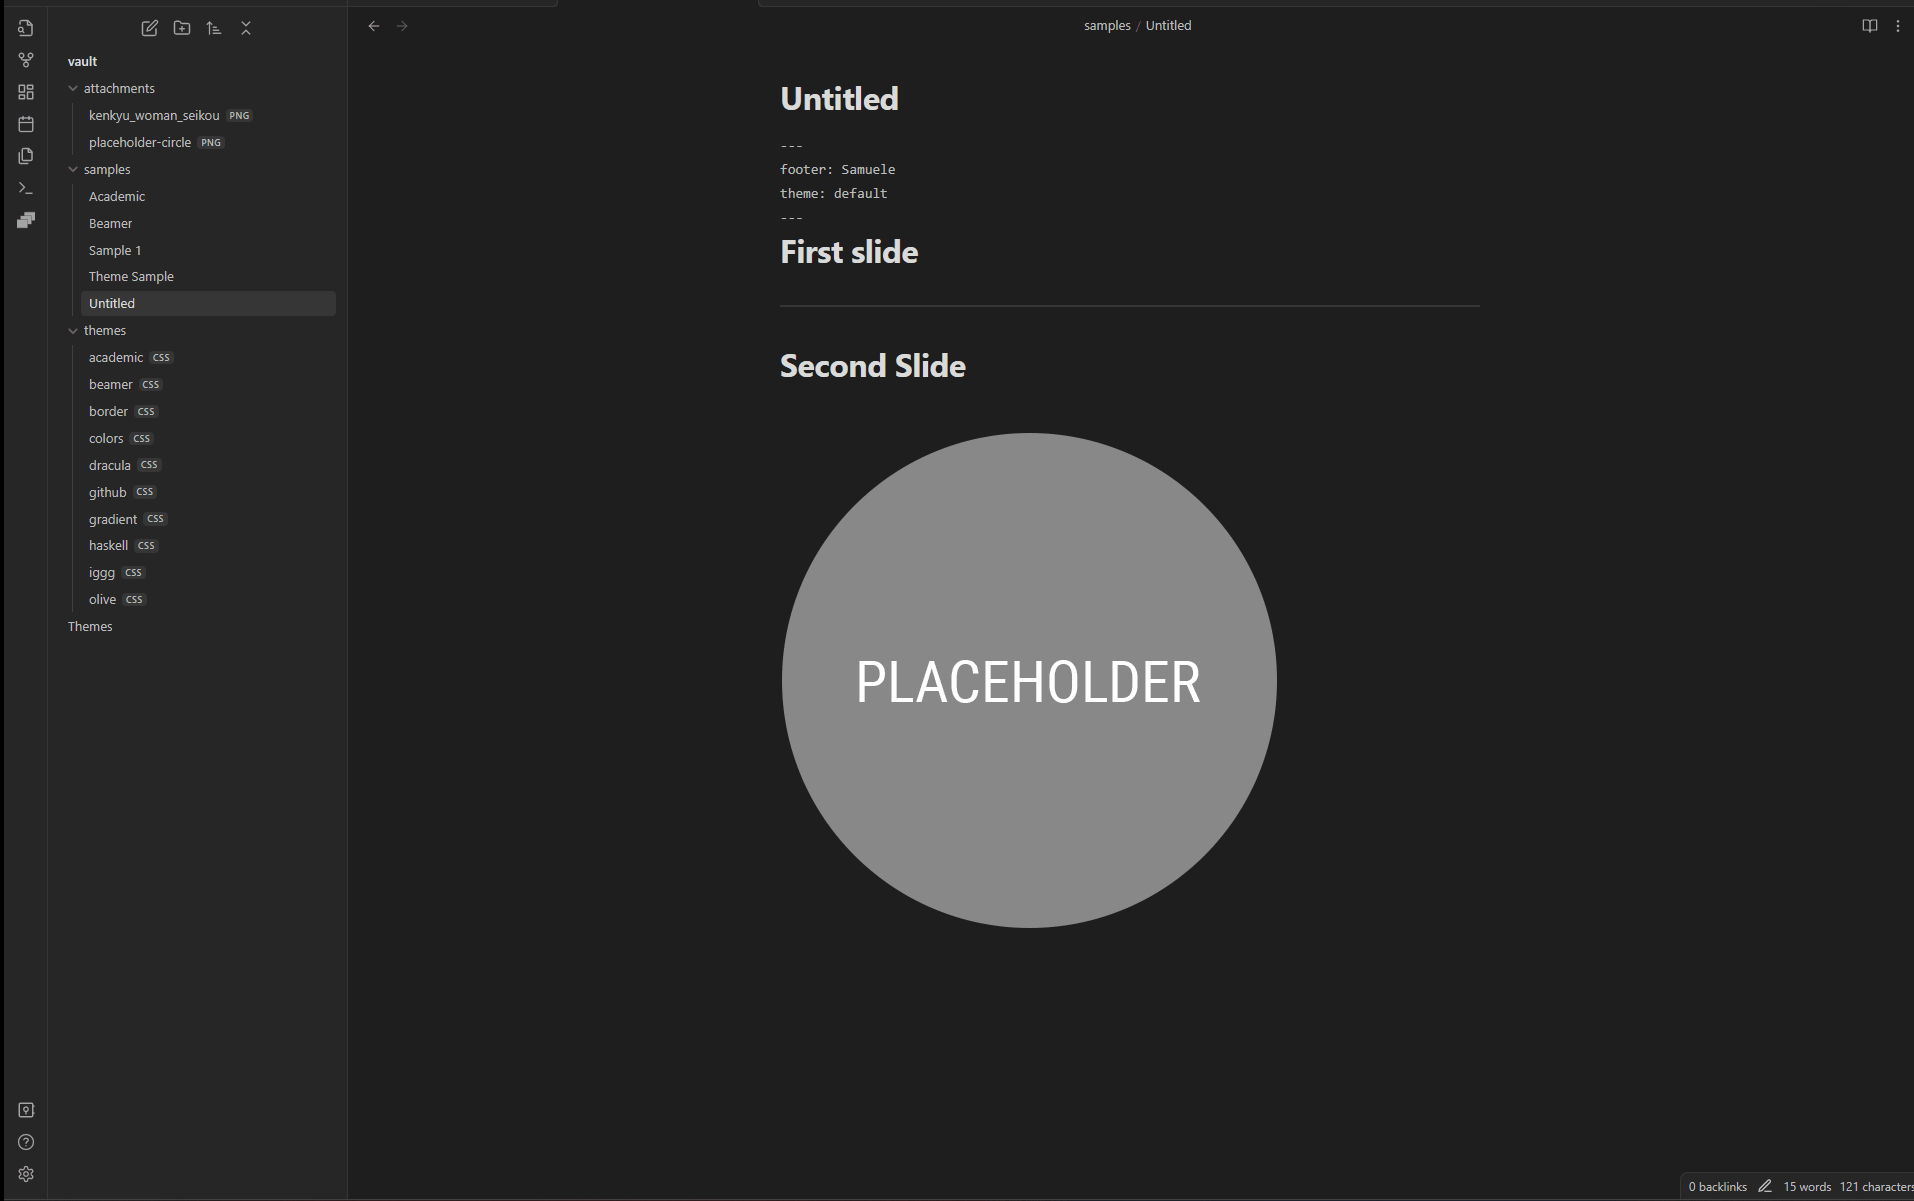 vault
attachments
kenkyu_woman_seikou PNG
placeholder-circle PNG
samples
Academic
Beamer
Sample 1
Theme Sample
Untitled
themes
academic CSS
beamer CSS
border CSS
colors CSS
dracula CSS
github CSS
gradient CSS
haskell CSS
iggg CSS
olive CSS
Themes
samples / Untitled
Untitled
---
footer: Samuele
theme: default
---
First slide
Second Slide
PLACEHOLDER
0 backlinks 15 words 121 characters